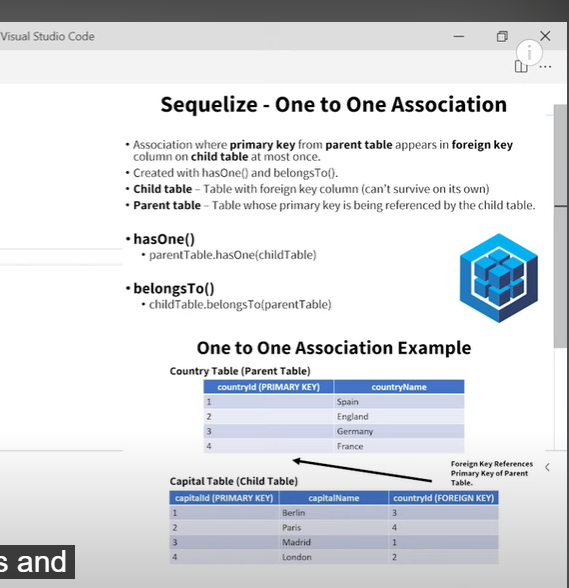 Visual Studio Code
Sequelize - One to One Association
• Association where primary key from parent table appears in foreign key
column on child table at most once.
• Created with hasOne() and belongsTo().
• Child table – Table with foreign key column (can't survive on its own)
• Parent table – Table whose primary key is being referenced by the child table.
• hasOne()
• parentTable.hasOne(childTable)
• belongsTo()
• childTable.belongsTo(parentTable)
One to One Association Example
Country Table (Parent Table)
countryId (PRIMARY KEY) countryName
1 Spain
2 England
3 Germany
4 France
Foreign Key References
Primary Key of Parent
Table.
Capital Table (Child Table)
capitalId (PRIMARY KEY) capitalName countryId (FOREIGN KEY)
1 Berlin 3
2 Paris 4
3 Madrid 1
4 London 2
s and